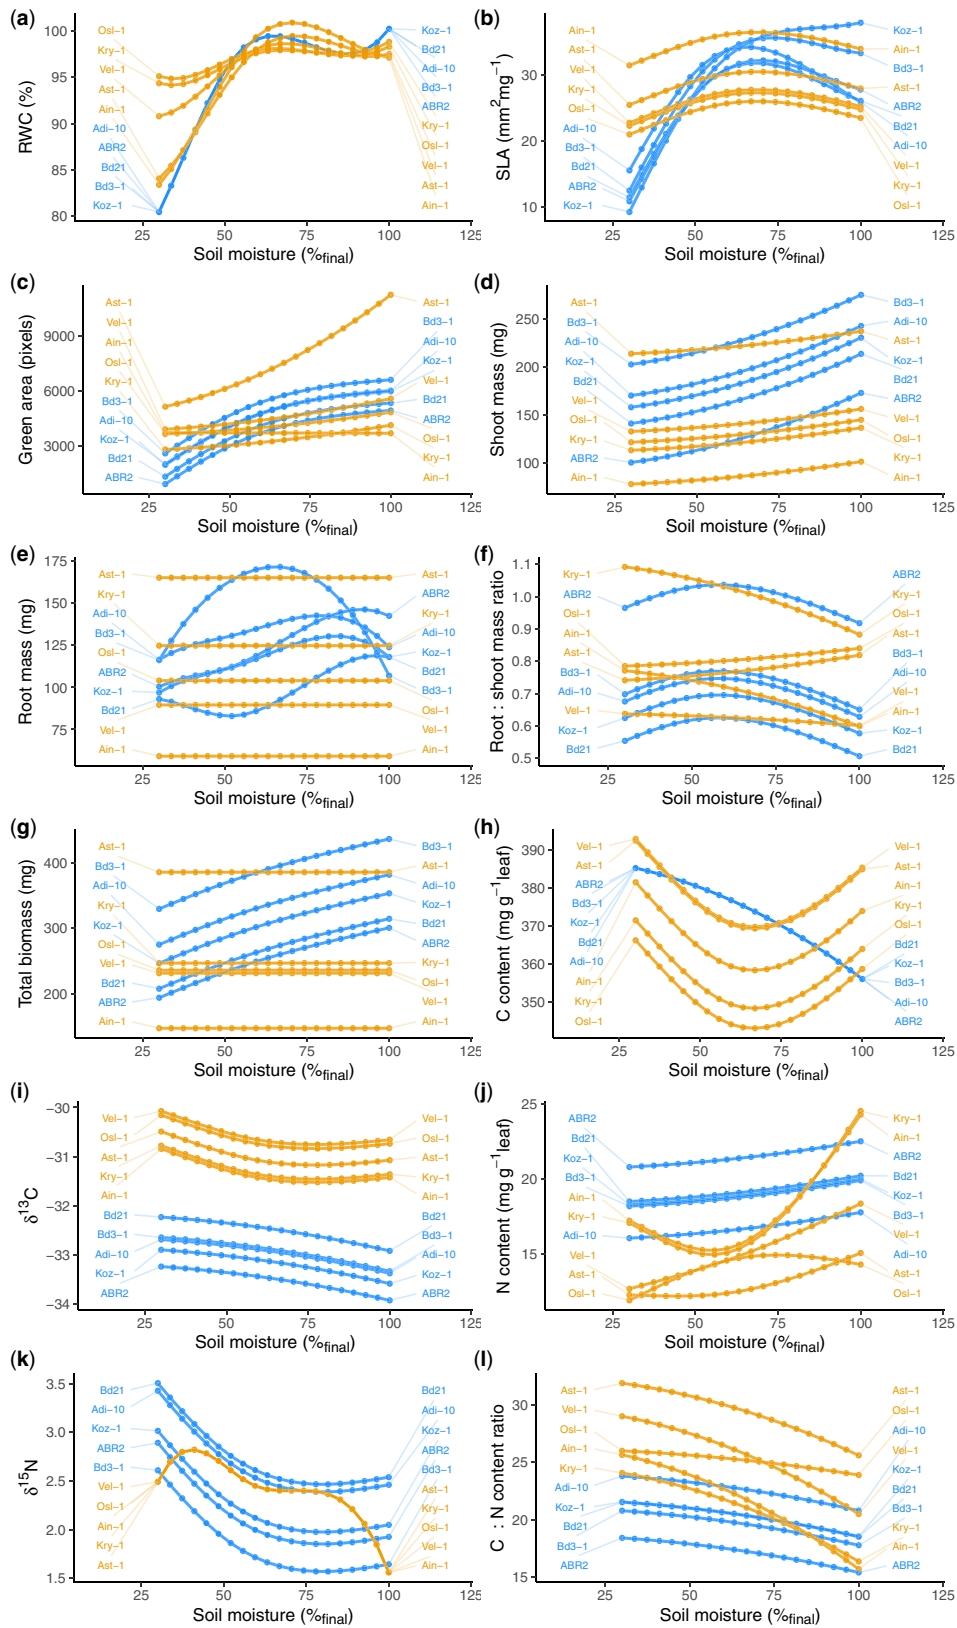 (a)
RWC (%)
100
95
90
85
80
Osl−1
Kry−1
Vel−1
Ast−1
Ain−1
Adi−10
ABR2
Bd21
Bd3−1
Koz−1
Koz−1
Bd21
Adi−10
Bd3−1
ABR2
Kry−1
Osl−1
Vel−1
Ast−1
Ain−1
25 50 75 100 125
Soil moisture (%final)
(b)
SLA (mm2mg−1)
30
20
10
Ain−1
Ast−1
Vel−1
Kry−1
Osl−1
Adi−10
Bd3−1
Bd21
ABR2
Koz−1
Koz−1
Ain−1
Bd3−1
Ast−1
ABR2
Bd21
Adi−10
Vel−1
Kry−1
Osl−1
25 50 75 100 125
Soil moisture (%final)
(c)
Green area (pixels)
9000
6000
3000
Ast−1
Vel−1
Ain−1
Osl−1
Kry−1
Bd3−1
Adi−10
Koz−1
Bd21
ABR2
Ast−1
Bd3−1
Adi−10
Koz−1
Vel−1
Bd21
ABR2
Osl−1
Kry−1
Ain−1
25 50 75 100 125
Soil moisture (%final)
(d)
Shoot mass (mg)
250
200
150
100
Ast−1
Bd3−1
Adi−10
Koz−1
Bd21
Vel−1
Osl−1
Kry−1
ABR2
Ain−1
Bd3−1
Adi−10
Ast−1
Koz−1
Bd21
ABR2
Vel−1
Osl−1
Kry−1
Ain−1
25 50 75 100 125
Soil moisture (%final)
(e)
Root mass (mg)
175
150
125
100
75
Ast−1
Kry−1
Adi−10
Bd3−1
Osl−1
ABR2
Koz−1
Bd21
Vel−1
Ain−1
Ast−1
ABR2
Kry−1
Adi−10
Koz−1
Bd21
Bd3−1
Osl−1
Vel−1
Ain−1
25 50 75 100 125
Soil moisture (%final)
(f)
Root : shoot mass ratio
1.1
1.0
0.9
0.8
0.7
0.6
0.5
Kry−1
ABR2
Osl−1
Ain−1
Ast−1
Bd3−1
Adi−10
Vel−1
Koz−1
Bd21
ABR2
Kry−1
Osl−1
Ast−1
Bd3−1
Adi−10
Vel−1
Ain−1
Koz−1
Bd21
25 50 75 100 125
Soil moisture (%final)
(g)
Total biomass (mg)
400
300
200
Ast−1
Bd3−1
Adi−10
Kry−1
Koz−1
Osl−1
Vel−1
Bd21
ABR2
Ain−1
Bd3−1
Ast−1
Adi−10
Koz−1
Bd21
ABR2
Kry−1
Osl−1
Vel−1
Ain−1
25 50 75 100 125
Soil moisture (%final)
(h)
C content (mg g−1leaf)
390
380
370
360
350
Vel−1
Ast−1
ABR2
Bd3−1
Koz−1
Bd21
Adi−10
Ain−1
Kry−1
Osl−1
Vel−1
Ast−1
Ain−1
Kry−1
Osl−1
Bd21
Koz−1
Bd3−1
Adi−10
ABR2
25 50 75 100 125
Soil moisture (%final)
(i)
δ13C
−30
−31
−32
−33
−34
Vel−1
Osl−1
Ast−1
Kry−1
Ain−1
Bd21
Bd3−1
Adi−10
Koz−1
ABR2
Vel−1
Osl−1
Ast−1
Kry−1
Ain−1
Bd21
Bd3−1
Adi−10
Koz−1
ABR2
25 50 75 100 125
Soil moisture (%final)
(j)
N content (mg g−1leaf)
25
20
15
ABR2
Bd21
Koz−1
Bd3−1
Ain−1
Kry−1
Adi−10
Vel−1
Ast−1
Osl−1
Kry−1
Ain−1
ABR2
Bd21
Koz−1
Bd3−1
Vel−1
Adi−10
Ast−1
Osl−1
25 50 75 100 125
Soil moisture (%final)
(k)
δ15N
3.5
3.0
2.5
2.0
1.5
Bd21
Adi−10
Koz−1
ABR2
Bd3−1
Vel−1
Osl−1
Ain−1
Kry−1
Ast−1
Bd21
Adi−10
Koz−1
ABR2
Bd3−1
Ast−1
Kry−1
Osl−1
Vel−1
Ain−1
25 50 75 100 125
Soil moisture (%final)
(l)
C : N content ratio
30
25
20
15
Ast−1
Vel−1
Osl−1
Ain−1
Kry−1
Adi−10
Koz−1
Bd21
Bd3−1
ABR2
Ast−1
Osl−1
Adi−10
Vel−1
Koz−1
Bd21
Bd3−1
Kry−1
Ain−1
ABR2
25 50 75 100 125
Soil moisture (%final)